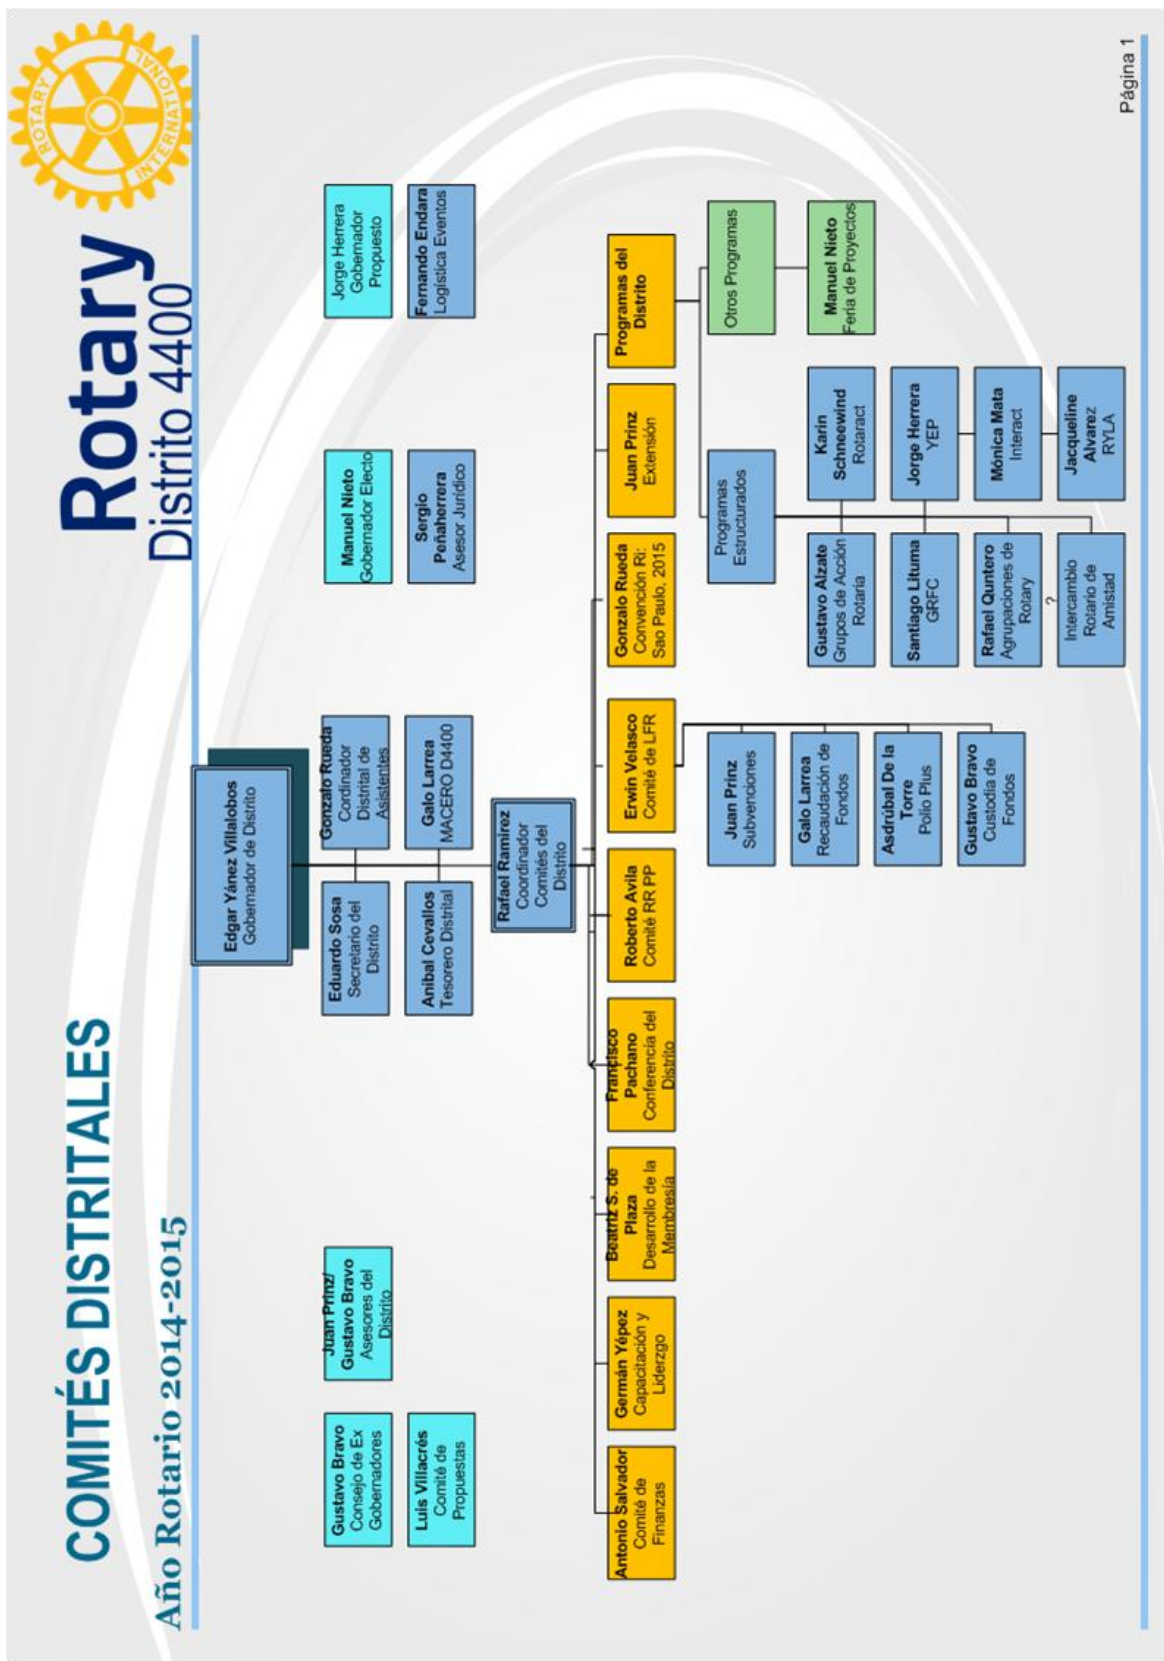 COMITÉS DISTRITALES
Año Rotario 2014-2015
Rotary
Distrito 4400
ROTARY
INTERNATIONAL
Edgar Yánez Villalobos
Gobernador de Distrito
Gustavo Bravo
Consejo de Ex
Gobernadores
Juan Prinz/
Gustavo Bravo
Asesores del
Distrito
Eduardo Sosa
Secretario del
Distrito
Gonzalo Rueda
Cordinador
Distrital de
Asistentes
Manuel Nieto
Gobernador Electo
Jorge Herrera
Gobernador
Propuesto
Luis Villacrés
Comité de
Propuestas
Anibal Cevallos
Tesorero Distrital
Galo Larrea
MACERO D4400
Sergio
Peñaherrera
Asesor Jurídico
Fernando Endara
Logística Eventos
Rafael Ramirez
Coordinador
Comités del
Distrito
Antonio Salvador
Comité de
Finanzas
Germán Yépez
Capacitación y
Liderzgo
Beatriz S. de
Plaza
Desarrollo de la
Membresía
Francisco
Pachano
Conferencia del
Distrito
Roberto Avila
Comité RR PP
Erwin Velasco
Comité de LFR
Gonzalo Rueda
Convención Ri:
Sao Paulo, 2015
Juan Prinz
Extensión
Programas del
Distrito
Juan Prinz
Subvenciones
Galo Larrea
Recaudación de
Fondos
Asdrúbal De la
Torre
Polio Plus
Gustavo Bravo
Custodia de
Fondos
Programas
Estructurados
Otros Programas
Gustavo Alzate
Grupos de Acción
Rotaria
Karin
Schneewind
Rotaract
Manuel Nieto
Feria de Proyectos
Santiago Lituma
GRFC
Jorge Herrera
YEP
Rafael Quntero
Agrupaciones de
Rotary
Mónica Mata
Interact
?
Intercambio
Rotario de
Amistad
Jacqueline
Alvarez
RYLA
Página 1